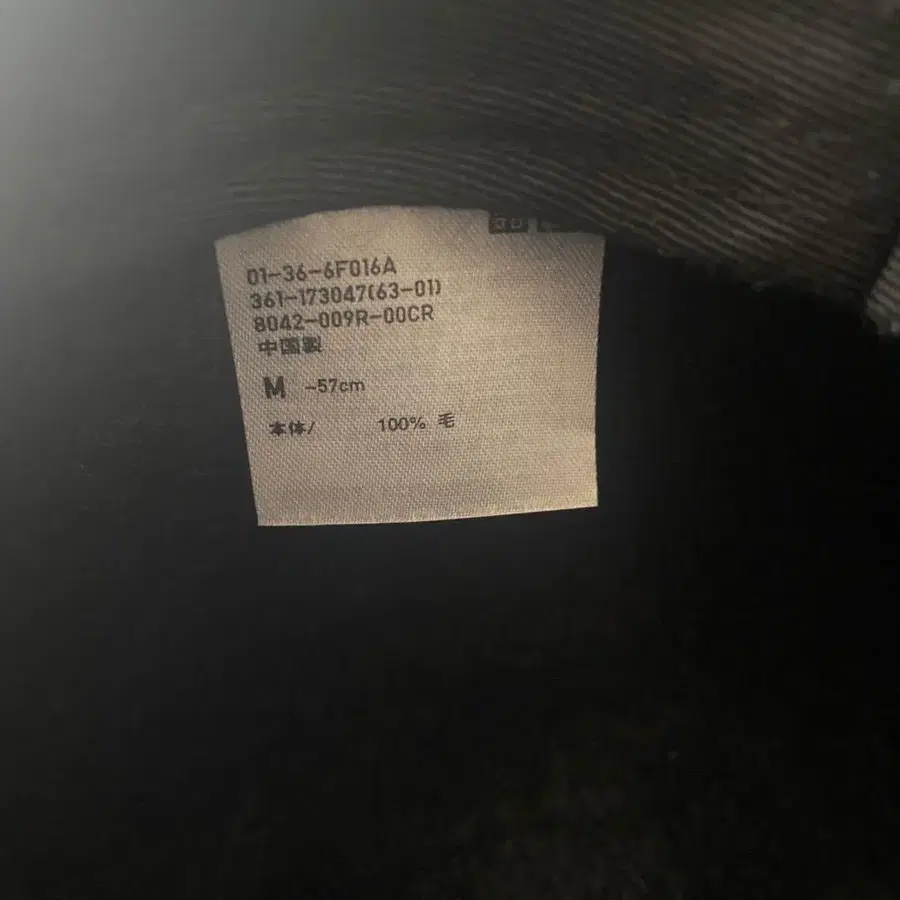 01-36-6F016A
361-173047(63-01)
8042-009R-00CR
中国製
M ~57cm
本体/ 100% 毛